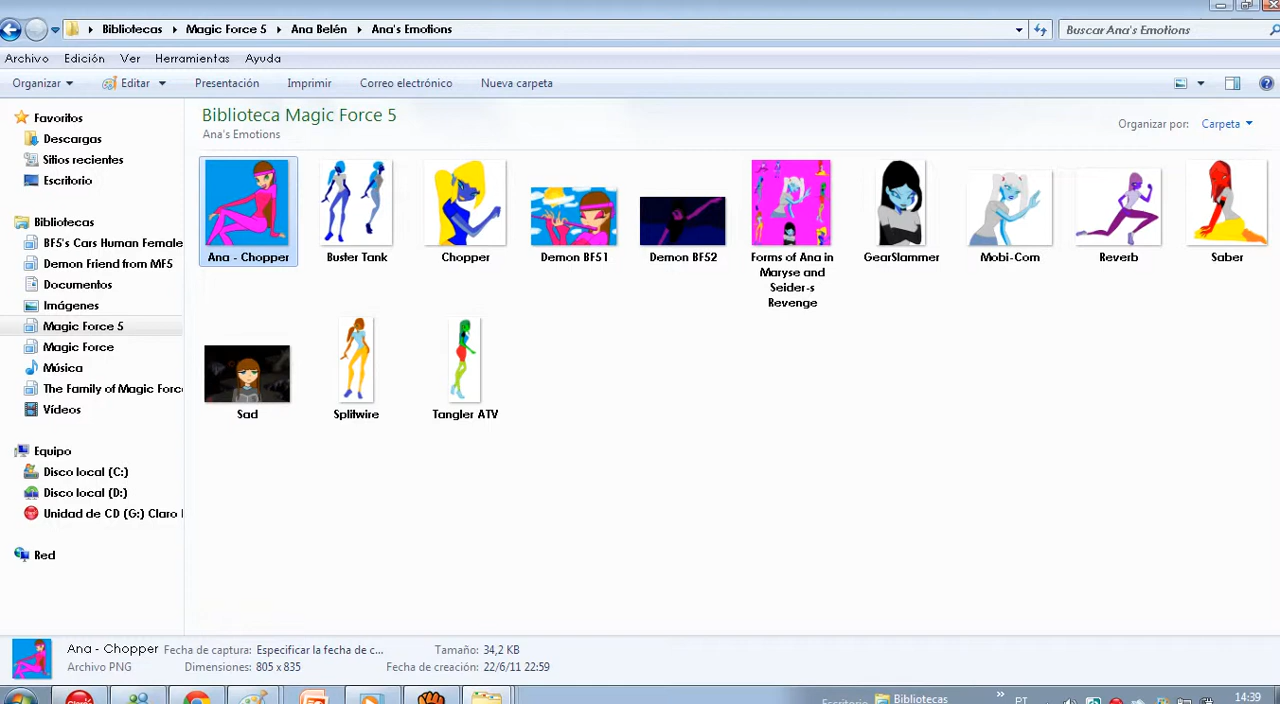 Bibliotecas Magic Force 5 Ana Belén Ana's Emotions
Buscar Ana's Emotions
Archivo Edición Ver Herramientas Ayuda
Organizar Editar Presentación Imprimir Correo electrónico Nueva carpeta
Favoritos
Descargas
Sitios recientes
Escritorio
Bibliotecas
BF5's Cars Human Female
Demon Friend from MF5
Documentos
Imágenes
Magic Force 5
Magic Force
Música
The Family of Magic Forc
Vídeos
Equipo
Disco local (C:)
Disco local (D:)
Unidad de CD (G:) Claro
Red
Biblioteca Magic Force 5
Ana's Emotions
Organizar por: Carpeta
Ana - Chopper
Buster Tank
Chopper
Demon BF51
Demon BF52
Forms of Ana in
Maryse and
Seider-s
Revenge
GearSlammer
Mobi-Com
Reverb
Saber
Sad
Splitwire
Tangler ATV
Ana - Chopper Fecha de captura: Especificar la fecha de c... Tamaño: 34,2 KB
Archivo PNG Dimensiones: 805 x 835 Fecha de creación: 22/6/11 22:59
Escritorio Bibliotecas » PT 14:39